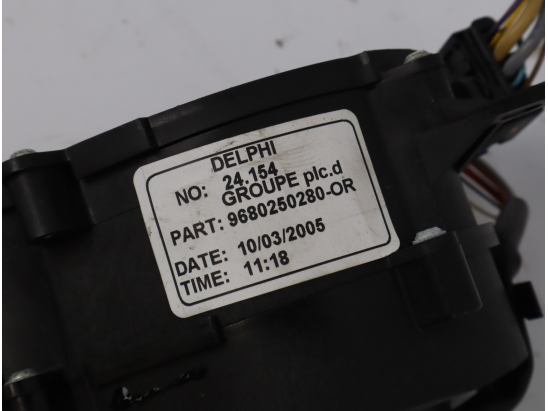 DELPHI
NO: 24.154
GROUPE plc.d
PART: 9680250280-OR
DATE: 10/03/2005
TIME: 11:18